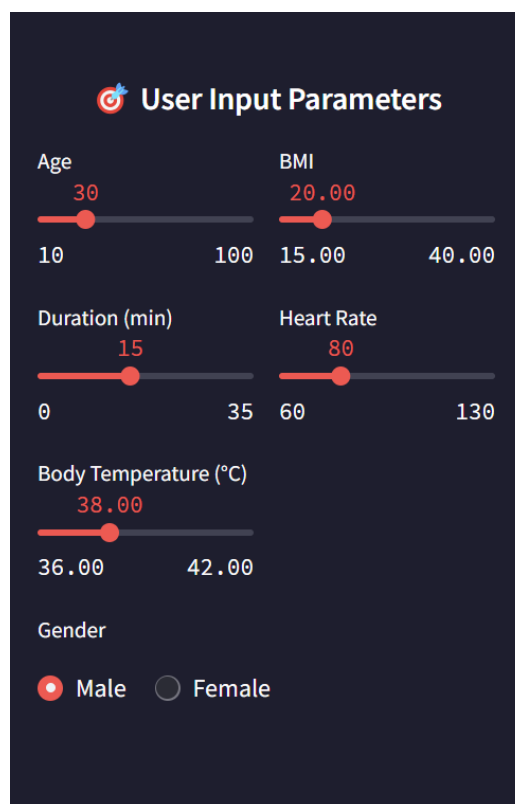 🎯 User Input Parameters
Age
30
10 100
BMI
20.00
15.00 40.00
Duration (min)
15
0 35
Heart Rate
80
60 130
Body Temperature (°C)
38.00
36.00 42.00
Gender
Male Female